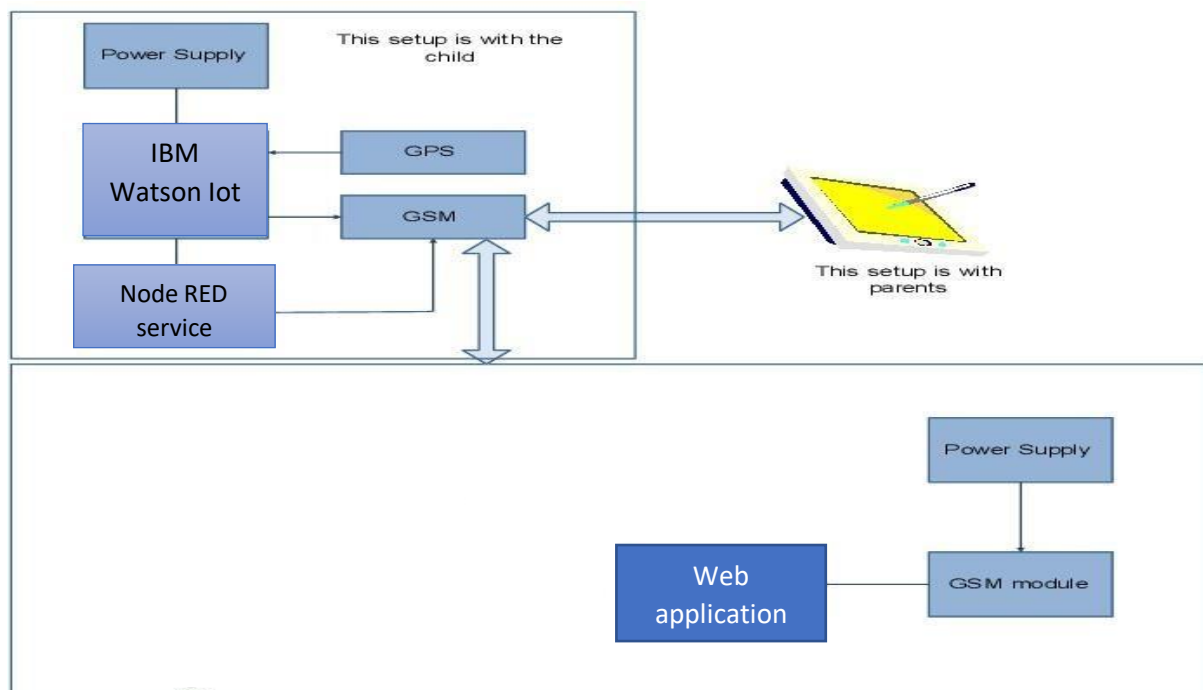 Power Supply
This setup is with the
child
IBM
Watson Iot
GPS
GSM
Node RED
service
This setup is with
parents
Power Supply
Web
application
GSM module